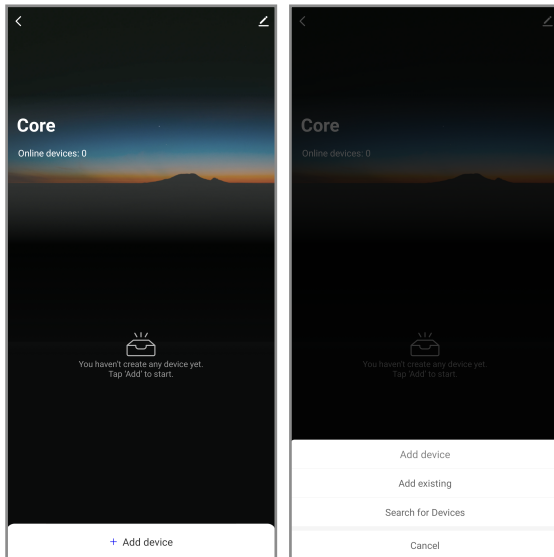 Core
Online devices: 0
You haven't create any device yet.
Tap 'Add' to start.
+ Add device
Core
Online devices: 0
You haven't create any device yet.
Tap 'Add' to start.
Add device
Add existing
Search for Devices
Cancel